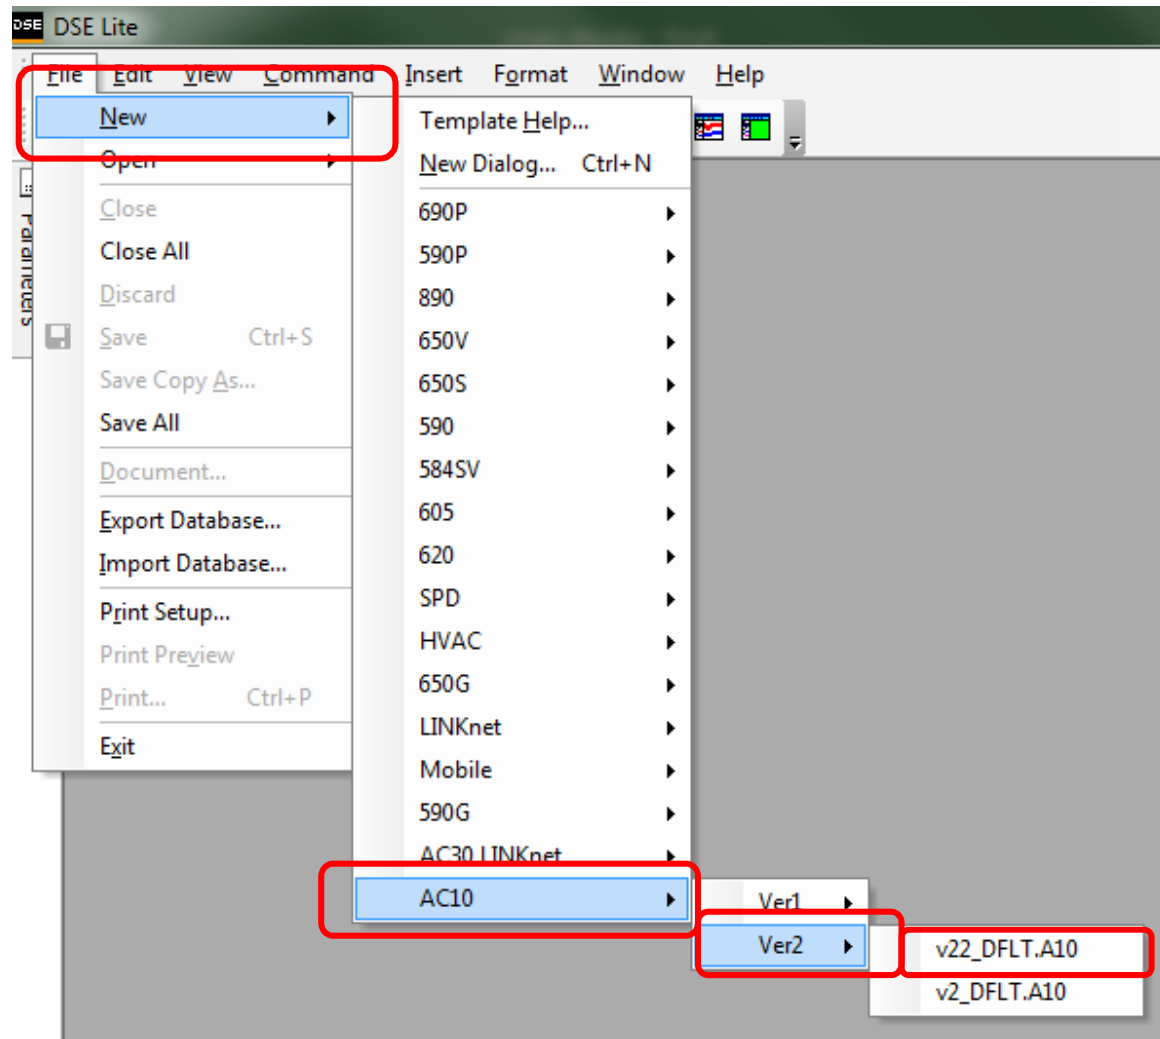 DSE DSE Lite
File Edit View Command Insert Format Window Help
New
Open
Close
Close All
Discard
Save Ctrl+S
Save Copy As...
Save All
Document...
Export Database...
Import Database...
Print Setup...
Print Preview
Print... Ctrl+P
Exit
Parameters
Template Help...
New Dialog... Ctrl+N
690P
590P
890
650V
650S
590
584SV
605
620
SPD
HVAC
650G
LINKnet
Mobile
590G
AC30 LINKnet
AC10
Ver1
Ver2
v22_DFLT.A10
v2_DFLT.A10